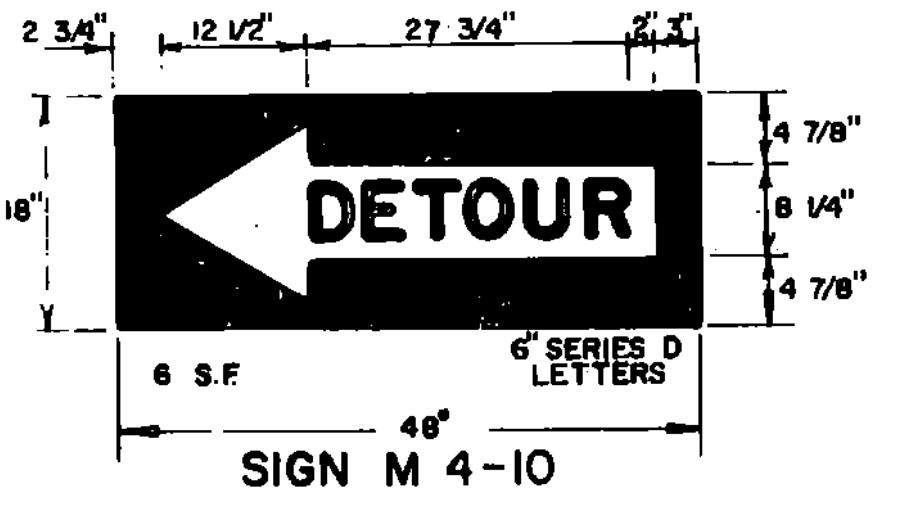 2 3/4" 12 1/2" 27 3/4" 2" 3"
4 7/8"
18" DETOUR 8 1/4"
4 7/8"
6 S.F. 6" SERIES D
LETTERS
48"
SIGN M 4-10